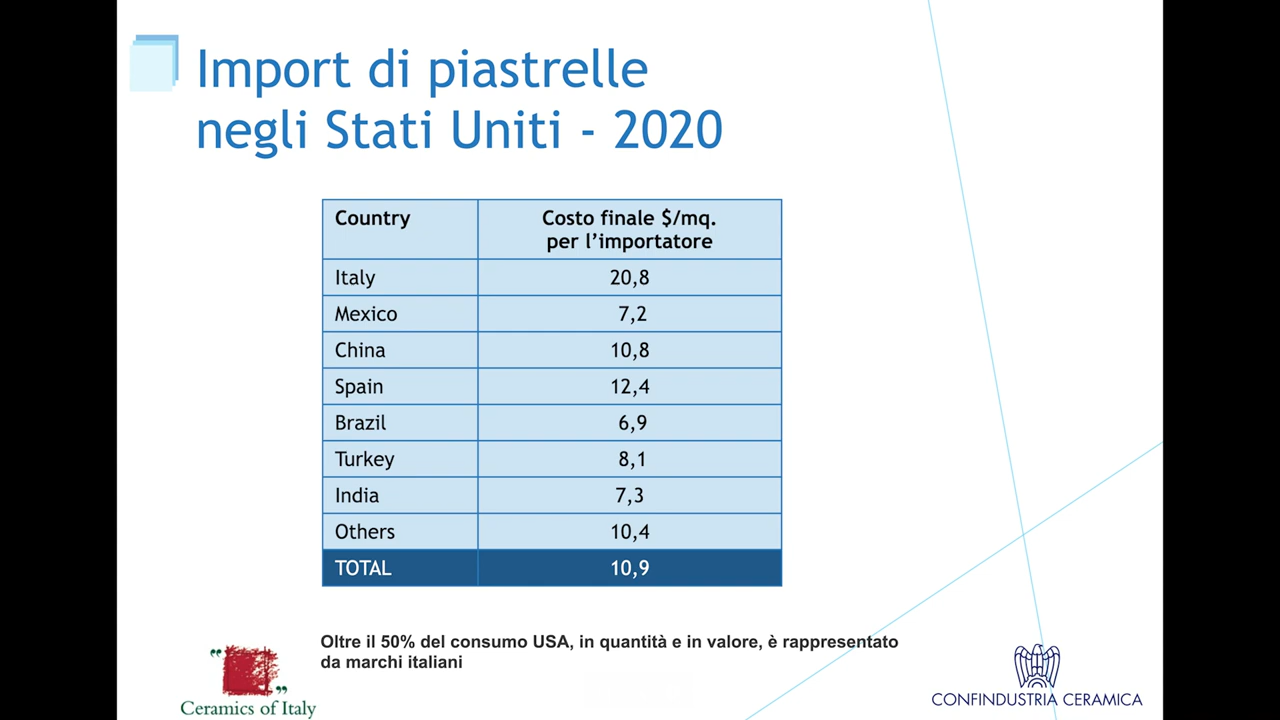 Import di piastrelle
negli Stati Uniti - 2020
Country Costo finale $/mq.
per l'importatore
Italy 20,8
Mexico 7,2
China 10,8
Spain 12,4
Brazil 6,9
Turkey 8,1
India 7,3
Others 10,4
TOTAL 10,9
Oltre il 50% del consumo USA, in quantità e in valore, è rappresentato
da marchi italiani
Ceramics of Italy
CONFINDUSTRIA CERAMICA